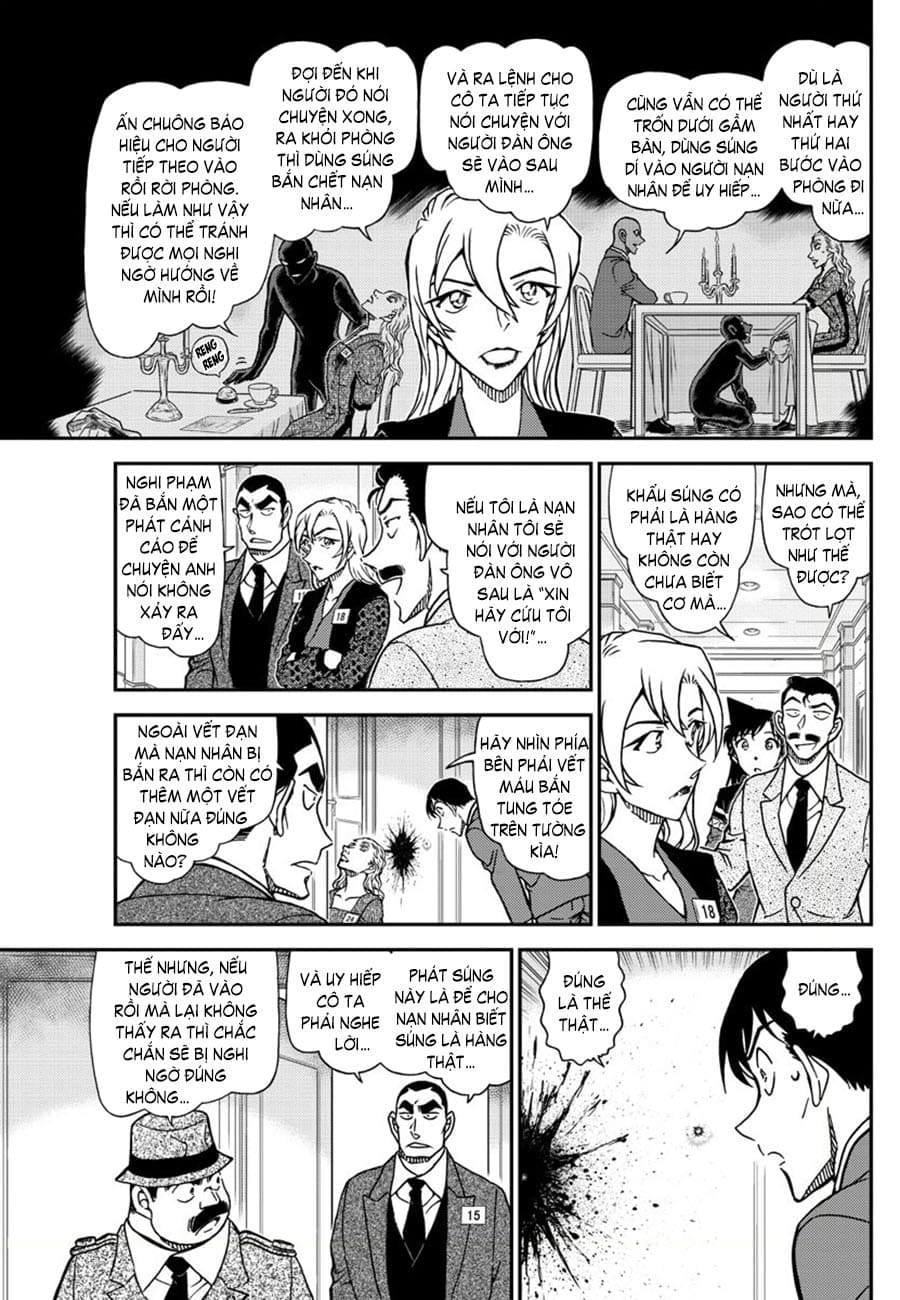 DÙ LÀ
NGƯỜI THỨ
NHẤT HAY
THỨ HAI
BƯỚC VÀO
PHÒNG ĐI
NỮA...
CŨNG VẪN CÓ THỂ
TRỐN DƯỚI GẦM
BÀN, DÙNG SÚNG
DÍ VÀO NGƯỜI NẠN
NHÂN ĐỂ UY HIẾP...
VÀ RA LỆNH CHO
CÔ TA TIẾP TỤC
NÓI CHUYỆN VỚI
NGƯỜI ĐÀN ÔNG
SẼ VÀO SAU
MÌNH...
ĐỢI ĐẾN KHI
NGƯỜI ĐÓ NÓI
CHUYỆN XONG,
RA KHỎI PHÒNG
THÌ DÙNG SÚNG
BẮN CHẾT NẠN
NHÂN...
ẤN CHUÔNG BÁO
HIỆU CHO NGƯỜI
TIẾP THEO VÀO
RỒI RỜI PHÒNG.
NẾU LÀM NHƯ VẬY
THÌ CÓ THỂ TRÁNH
ĐƯỢC MỌI NGHI
NGỜ HƯỚNG VỀ
MÌNH RỒI!
RENG
RENG
NHƯNG MÀ,
SAO CÓ THỂ
TRÓT LỌT
NHƯ THẾ
ĐƯỢC?
KHẨU SÚNG CÓ
PHẢI LÀ HÀNG
THẬT HAY
KHÔNG CÒN
CHƯA BIẾT
CƠ MÀ...
18
NẾU TÔI LÀ NẠN
NHÂN TÔI SẼ
NÓI VỚI NGƯỜI
ĐÀN ÔNG VÔ
SAU LÀ "XIN
HÃY CỨU TÔI
VỚI!"...
NGHI PHẠM
ĐÃ BẮN MỘT
PHÁT CẢNH
CÁO ĐỂ
CHUYỆN ANH
NÓI KHÔNG
XẢY RA
ĐẤY...
18
HÃY NHÌN PHÍA
BÊN PHẢI VẾT
MÁU BẮN
TUNG TÓE
TRÊN TƯỜNG
KÌA!
NGOÀI VẾT ĐẠN
MÀ NẠN NHÂN BỊ
BẮN RA THÌ CÒN CÓ
THÊM MỘT VẾT
ĐẠN NỮA ĐÚNG
KHÔNG
NÀO?
24
ĐÚNG...
ĐÚNG
LÀ THẾ
THẬT...
PHÁT SÚNG
NÀY LÀ ĐỂ CHO
NẠN NHÂN BIẾT
SÚNG LÀ HÀNG
THẬT...
VÀ UY HIẾP
CÔ TA
PHẢI NGHE
LỜI...
15
THẾ NHƯNG, NẾU
NGƯỜI ĐÃ VÀO
RỒI MÀ LẠI KHÔNG
THẤY RA THÌ CHẮC
CHẮN SẼ BỊ NGHI
NGỜ ĐÚNG
KHÔNG...